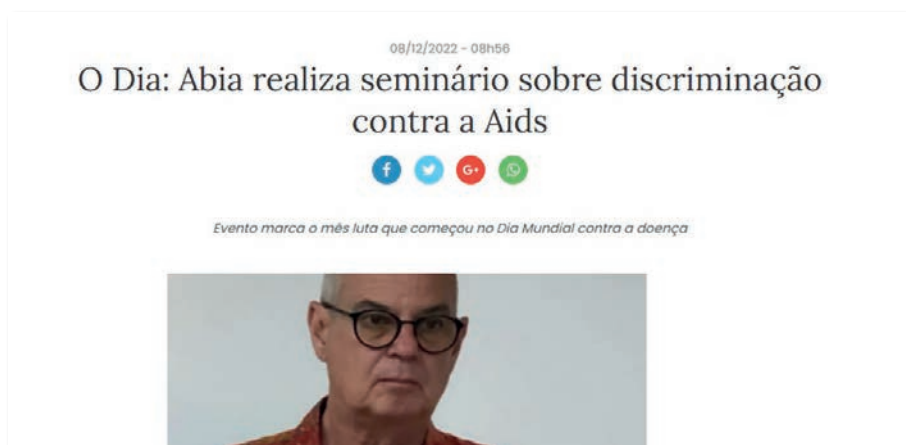 08/12/2022 - 08h56
O Dia: Abia realiza seminário sobre discriminação
contra a Aids
f G+
Evento marca o mês luta que começou no Dia Mundial contra a doença